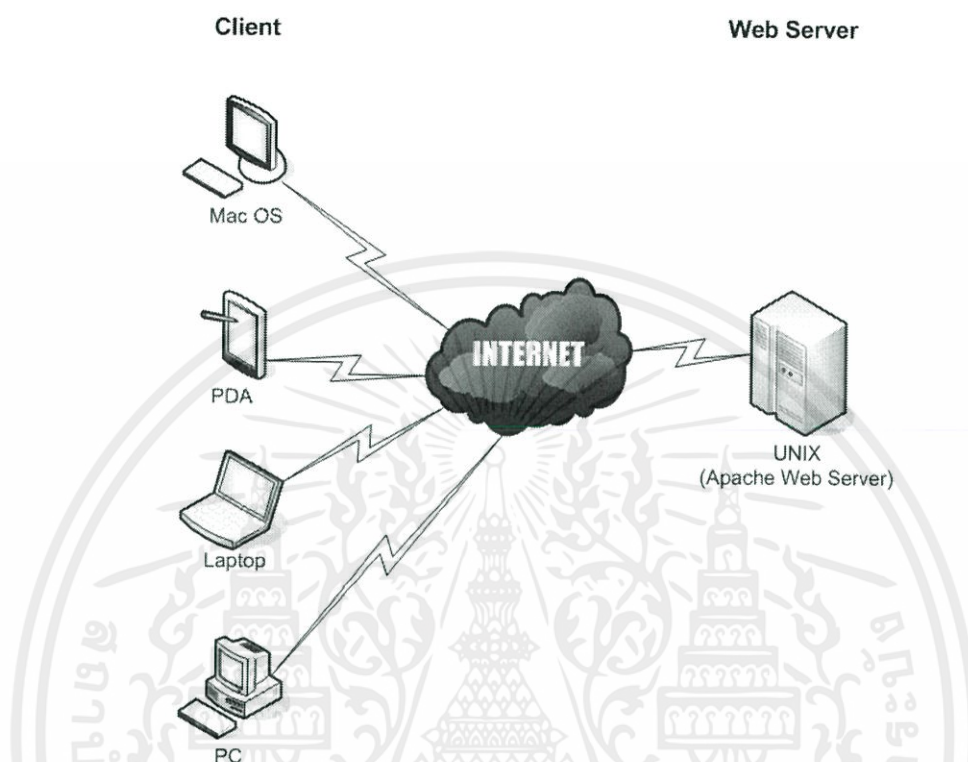 Client
Web Server
Mac OS
PDA
INTERNET
UNIX
(Apache Web Server)
Laptop
PC